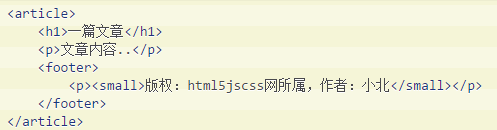 <article>
    <h1>一篇文章</h1>
    <p>文章内容..</p>
    <footer>
        <p><small>版权：html5jscss网所属，作者：小北</small></p>
    </footer>
</article>